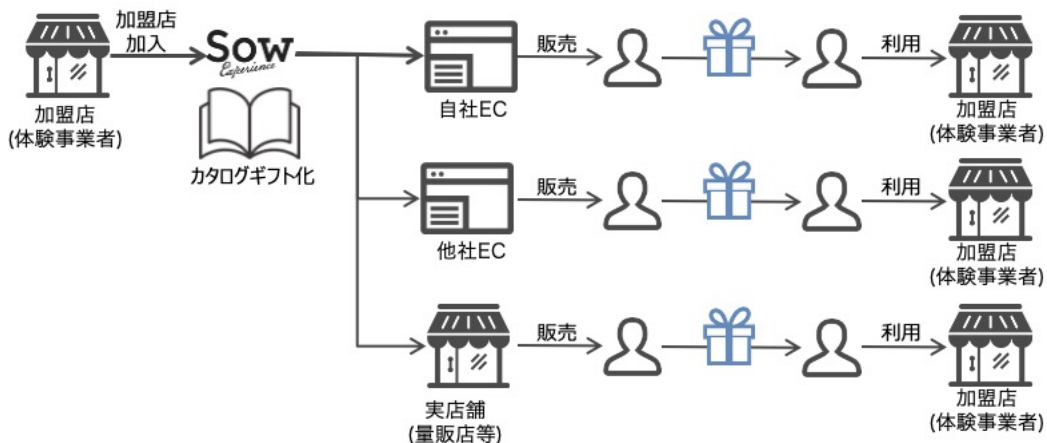 加盟店
加入
Sow
Experience
加盟店
(体験事業者)
カタログギフト化
自社EC
販売
利用
加盟店
(体験事業者)
他社EC
販売
利用
加盟店
(体験事業者)
実店舗
(量販店等)
販売
利用
加盟店
(体験事業者)